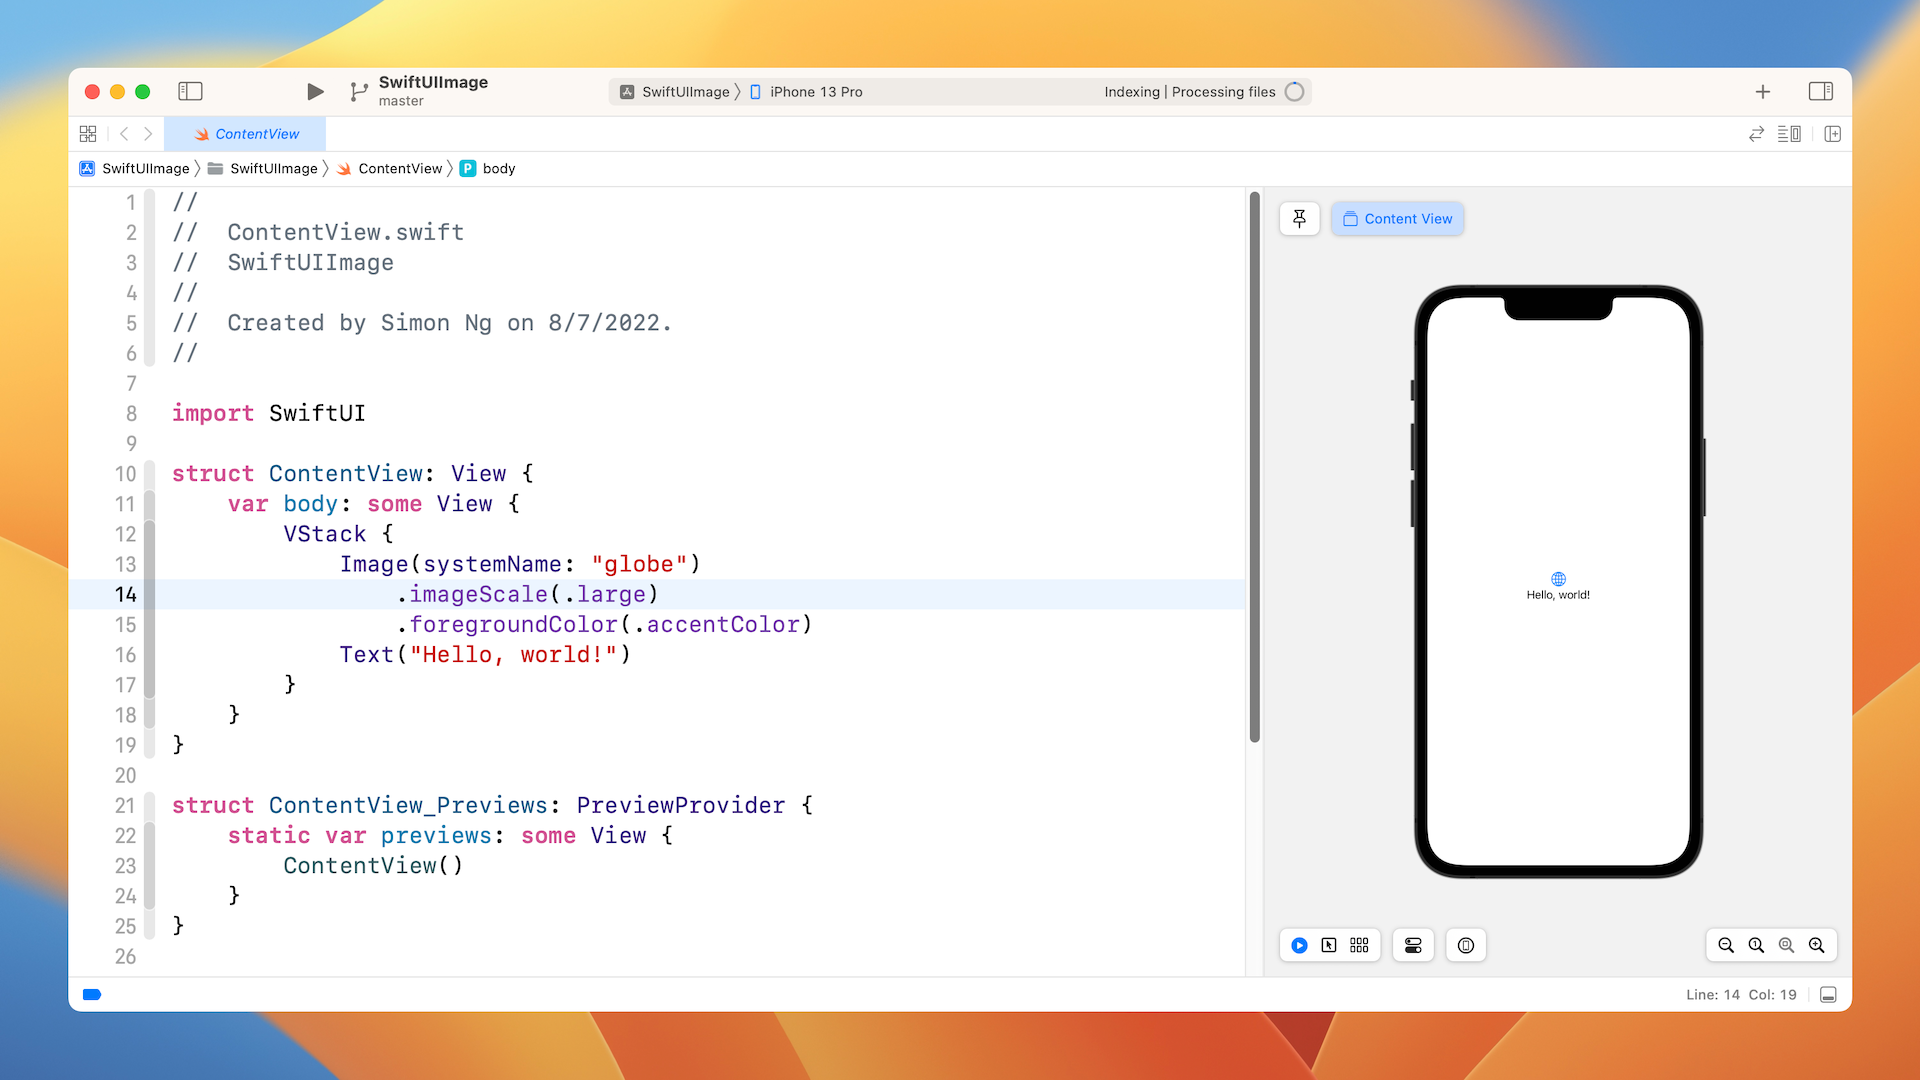 SwiftUIImage
master
SwiftUIImage 〉 iPhone 13 Pro
Indexing | Processing files
ContentView
SwiftUIImage 〉 SwiftUIImage 〉 ContentView 〉 P body
1 //
2 //  ContentView.swift
3 //  SwiftUIImage
4 //
5 //  Created by Simon Ng on 8/7/2022.
6 //
7
8 import SwiftUI
9
10 struct ContentView: View {
11     var body: some View {
12         VStack {
13             Image(systemName: "globe")
14                 .imageScale(.large)
15                 .foregroundColor(.accentColor)
16             Text("Hello, world!")
17         }
18     }
19 }
20
21 struct ContentView_Previews: PreviewProvider {
22     static var previews: some View {
23         ContentView()
24     }
25 }
26
Content View
Hello, world!
Line: 14  Col: 19